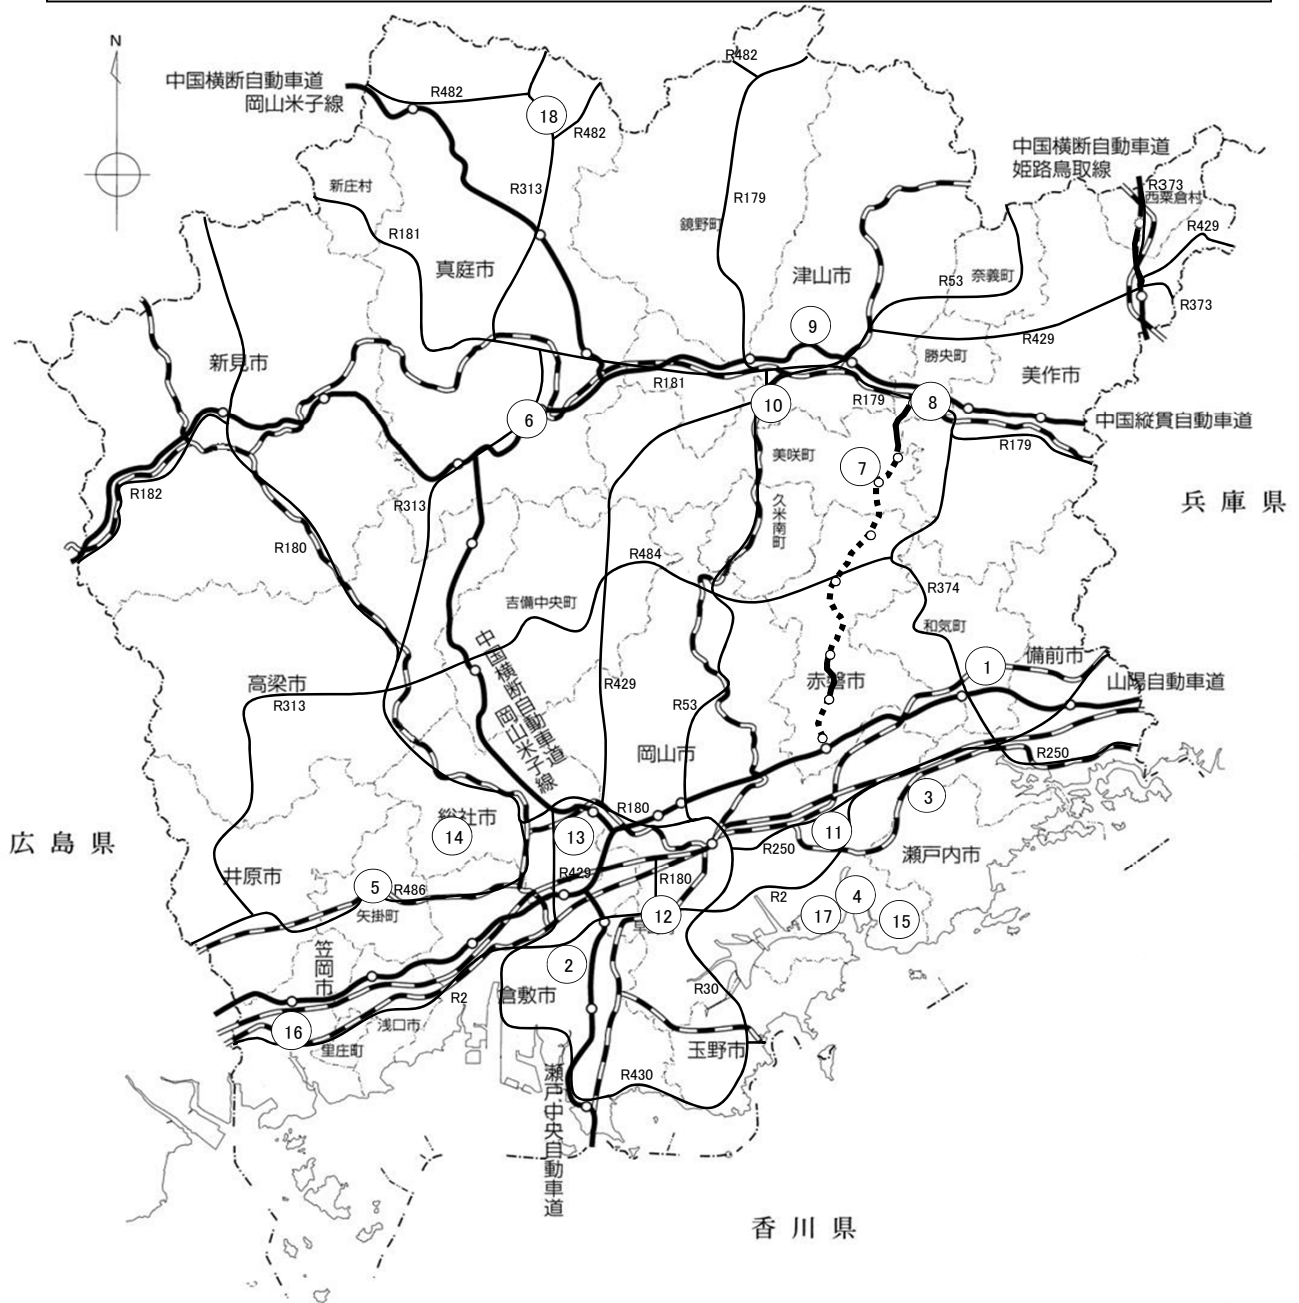 N
中国横断自動車道
岡山米子線
R482
R482
R482
18
R313
新庄村
R181
真庭市
鏡野町
R179
津山市
中国横断自動車道
姫路鳥取線
R373
西粟倉村
R429
R53
奈義町
R373
R429
9
勝央町
美作市
新見市
R181
10
R179
8
中国縦貫自動車道
R179
6
美咲町
7
R182
R313
久米南町
兵庫県
R180
R484
吉備中央町
R374
和気町
中国横断自動車道
岡山米子線
1
備前市
高梁市
R313
R429
R53
赤磐市
山陽自動車道
岡山市
R250
3
総社市
14
R180
13
11
R250
瀬戸内市
広島県
井原市
5
R486
矢掛町
R429
R180
R2
4
12
17
15
笠岡市
2
倉敷市
R30
R2
16
浅口市
里庄町
玉野市
R430
瀬戸中央自動車道
香川県